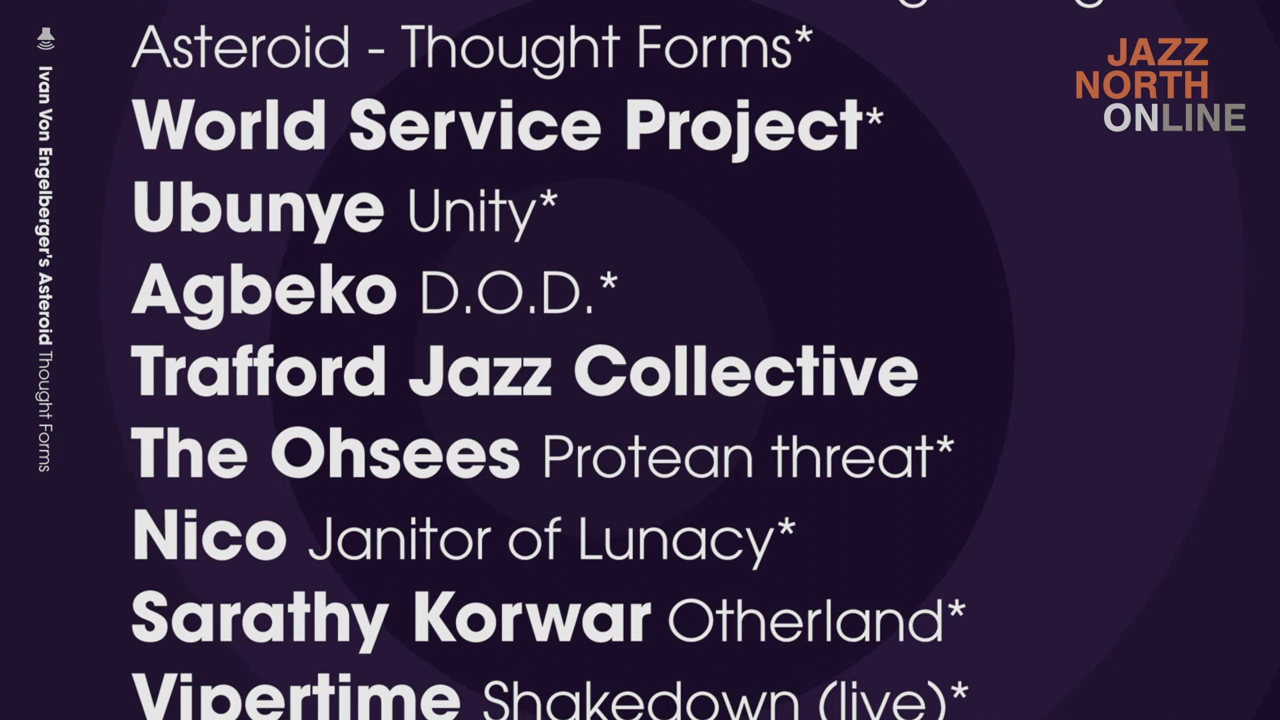 Asteroid - Thought Forms*
World Service Project*
Ubunye Unity*
Agbeko D.O.D.*
Trafford Jazz Collective
The Ohsees Protean threat*
Nico Janitor of Lunacy*
Sarathy Korwar Otherland*
Vipertime Shakedown (live)*
JAZZ
NORTH
ONLINE
Ivan Von Engelberger's Asteroid Thought Forms